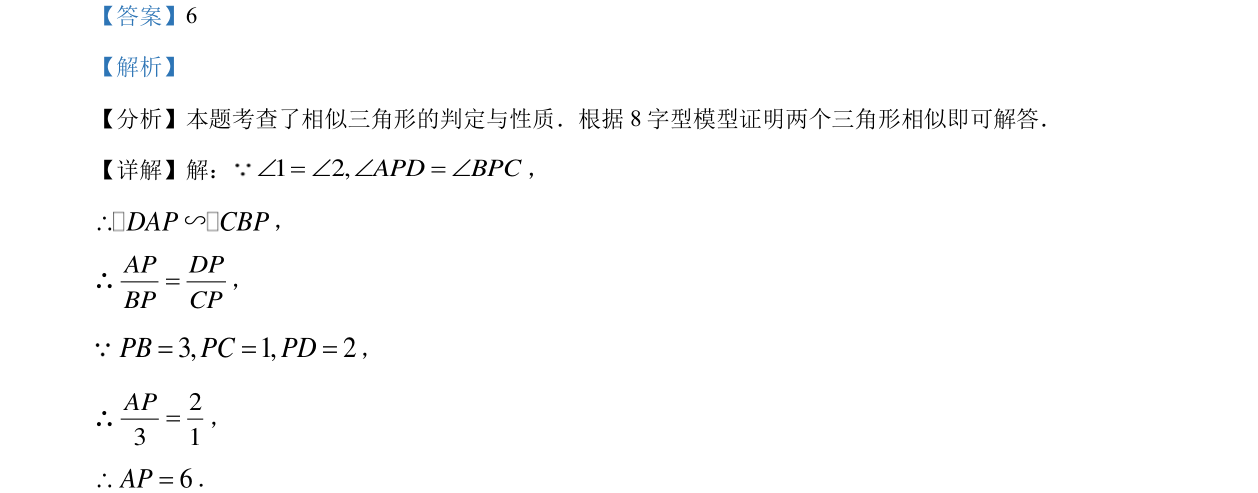 【答案】6
【解析】
【分析】本题考查了相似三角形的判定与性质．根据 8 字型模型证明两个三角形相似即可解答．
【详解】解：∵∠1=∠2,∠APD=∠BPC，
∴□DAP∽□CBP，
∴AP/BP=DP/CP，
∵PB=3,PC=1,PD=2，
∴AP/3=2/1，
∴AP=6．